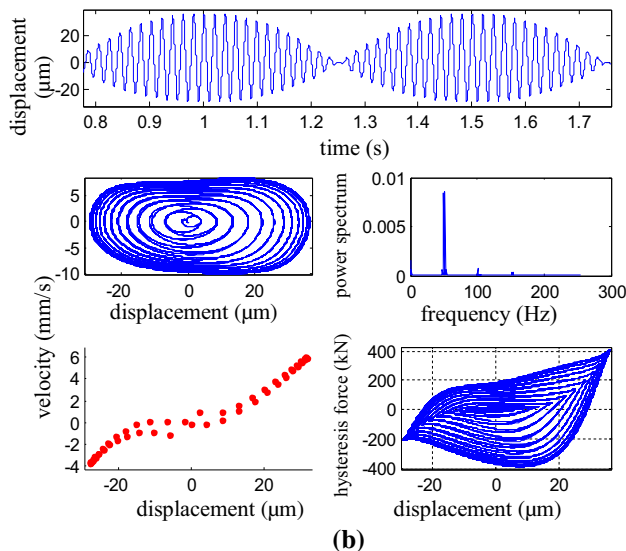 displacement
(μm)
20
0
-20
0.8 0.9 1 1.1 1.2 1.3 1.4 1.5 1.6 1.7
time (s)
5
0
-5
-10
-20 0 20
displacement (μm)
power spectrum
0.01
0.005
0
0 100 200 300
frequency (Hz)
velocity (mm/s)
6
4
2
0
-2
-4
-20 0 20
displacement (μm)
hysteresis force (kN)
400
200
0
-200
-400
-20 0 20
displacement (μm)
(b)